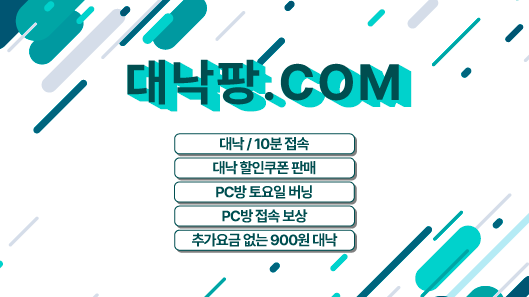 대낙팡.COM
대낙 / 10분 접속
대낙 할인쿠폰 판매
PC방 토요일 버닝
PC방 접속 보상
추가요금 없는 900원 대낙